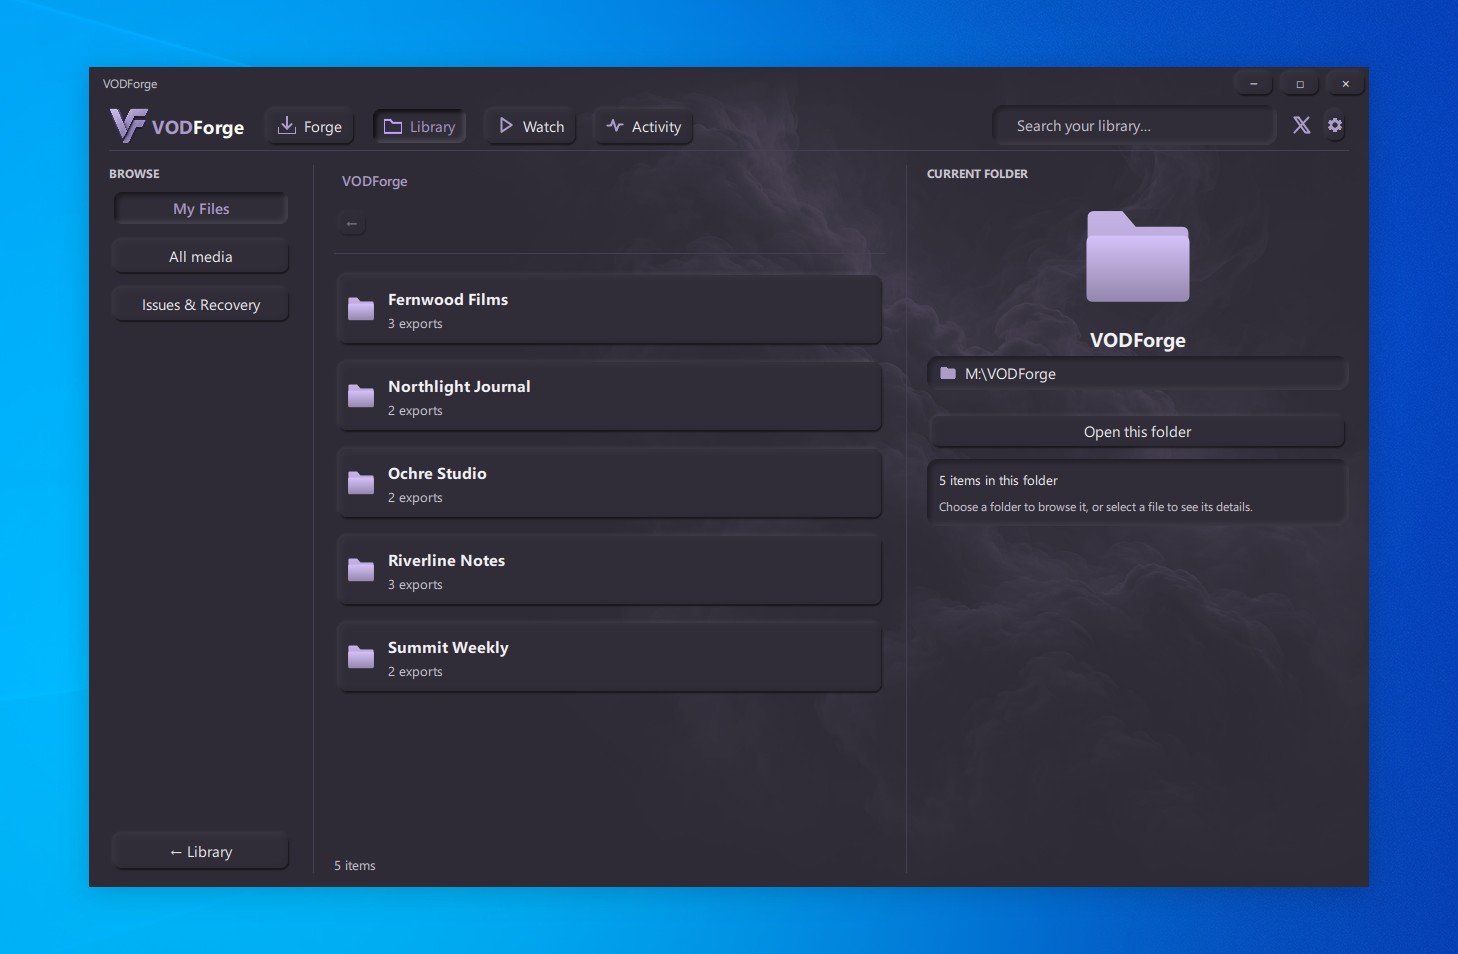 VODForge
VODForge
Forge
Library
Watch
Activity
Search your library...
BROWSE
My Files
All media
Issues & Recovery
← Library
VODForge
←
Fernwood Films
3 exports
Northlight Journal
2 exports
Ochre Studio
2 exports
Riverline Notes
3 exports
Summit Weekly
2 exports
5 items
CURRENT FOLDER
VODForge
M:\VODForge
Open this folder
5 items in this folder
Choose a folder to browse it, or select a file to see its details.